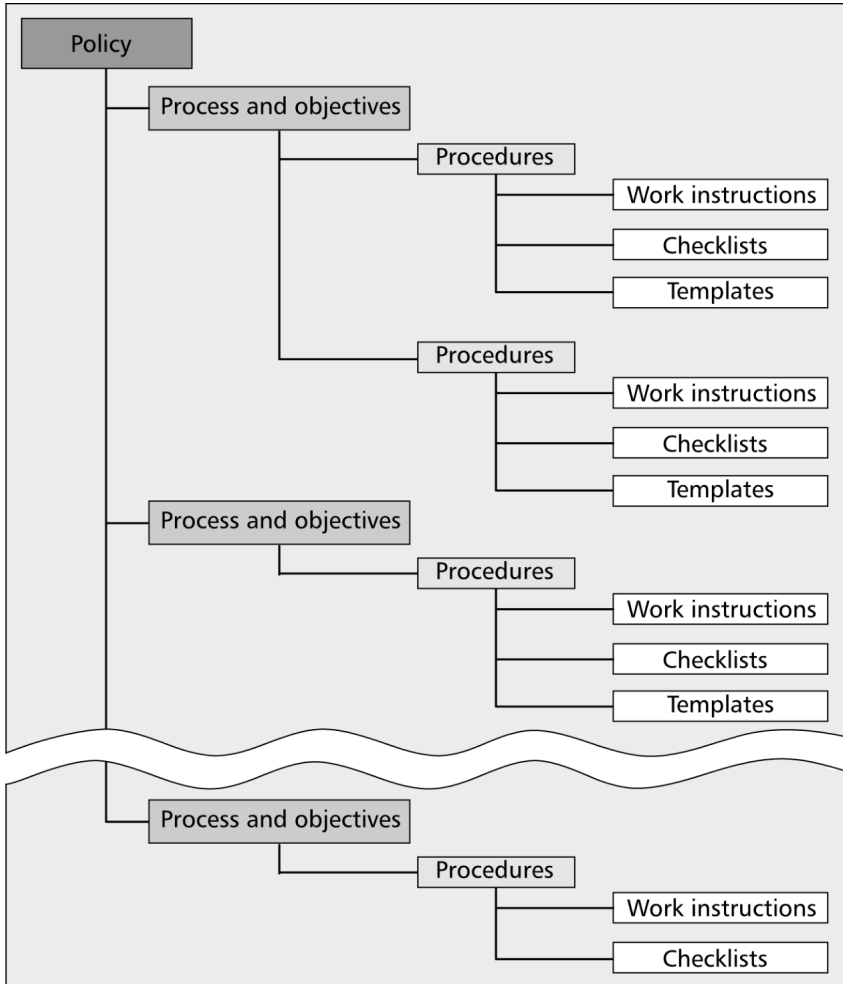 Policy
Process and objectives
Procedures
Work instructions
Checklists
Templates
Procedures
Work instructions
Checklists
Templates
Process and objectives
Procedures
Work instructions
Checklists
Templates
Process and objectives
Procedures
Work instructions
Checklists